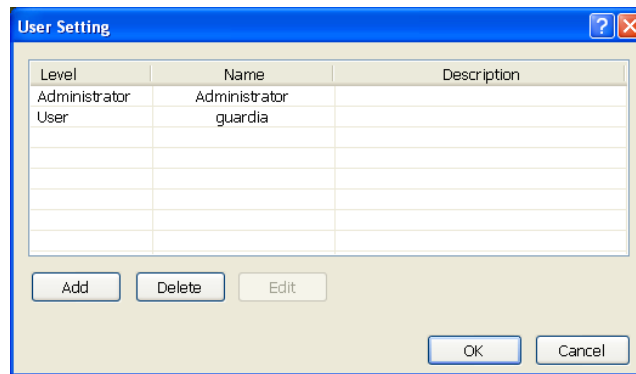 User Setting
Level Name Description
Administrator Administrator
User guardia
Add Delete Edit
OK Cancel